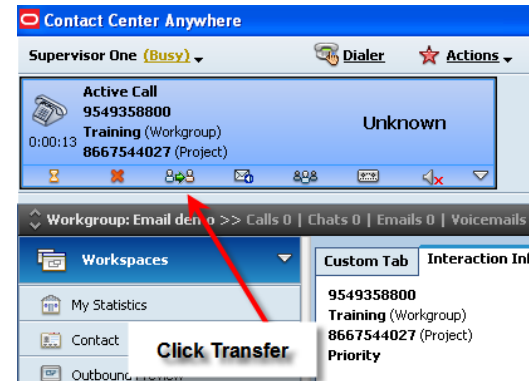 Contact Center Anywhere
Supervisor One (Busy) Dialer Actions
Active Call
9549358800
Training (Workgroup)
0:00:13
8667544027 (Project)
Unknown
Workgroup: Email demo >> Calls 0 | Chats 0 | Emails 0 | Voicemails
Workspaces
My Statistics
Contact
Outbound Preview
Click Transfer
Custom Tab Interaction Inf
9549358800
Training (Workgroup)
8667544027 (Project)
Priority